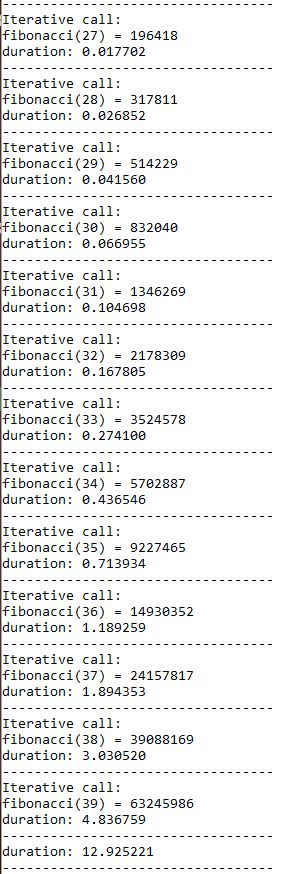 ----------------------------------
Iterative call:
fibonacci(27) = 196418
duration: 0.017702
----------------------------------
Iterative call:
fibonacci(28) = 317811
duration: 0.026852
----------------------------------
Iterative call:
fibonacci(29) = 514229
duration: 0.041560
----------------------------------
Iterative call:
fibonacci(30) = 832040
duration: 0.066955
----------------------------------
Iterative call:
fibonacci(31) = 1346269
duration: 0.104698
----------------------------------
Iterative call:
fibonacci(32) = 2178309
duration: 0.167805
----------------------------------
Iterative call:
fibonacci(33) = 3524578
duration: 0.274100
----------------------------------
Iterative call:
fibonacci(34) = 5702887
duration: 0.436546
----------------------------------
Iterative call:
fibonacci(35) = 9227465
duration: 0.713934
----------------------------------
Iterative call:
fibonacci(36) = 14930352
duration: 1.189259
----------------------------------
Iterative call:
fibonacci(37) = 24157817
duration: 1.894353
----------------------------------
Iterative call:
fibonacci(38) = 39088169
duration: 3.030520
----------------------------------
Iterative call:
fibonacci(39) = 63245986
duration: 4.836759
----------------------------------
duration: 12.925221
----------------------------------